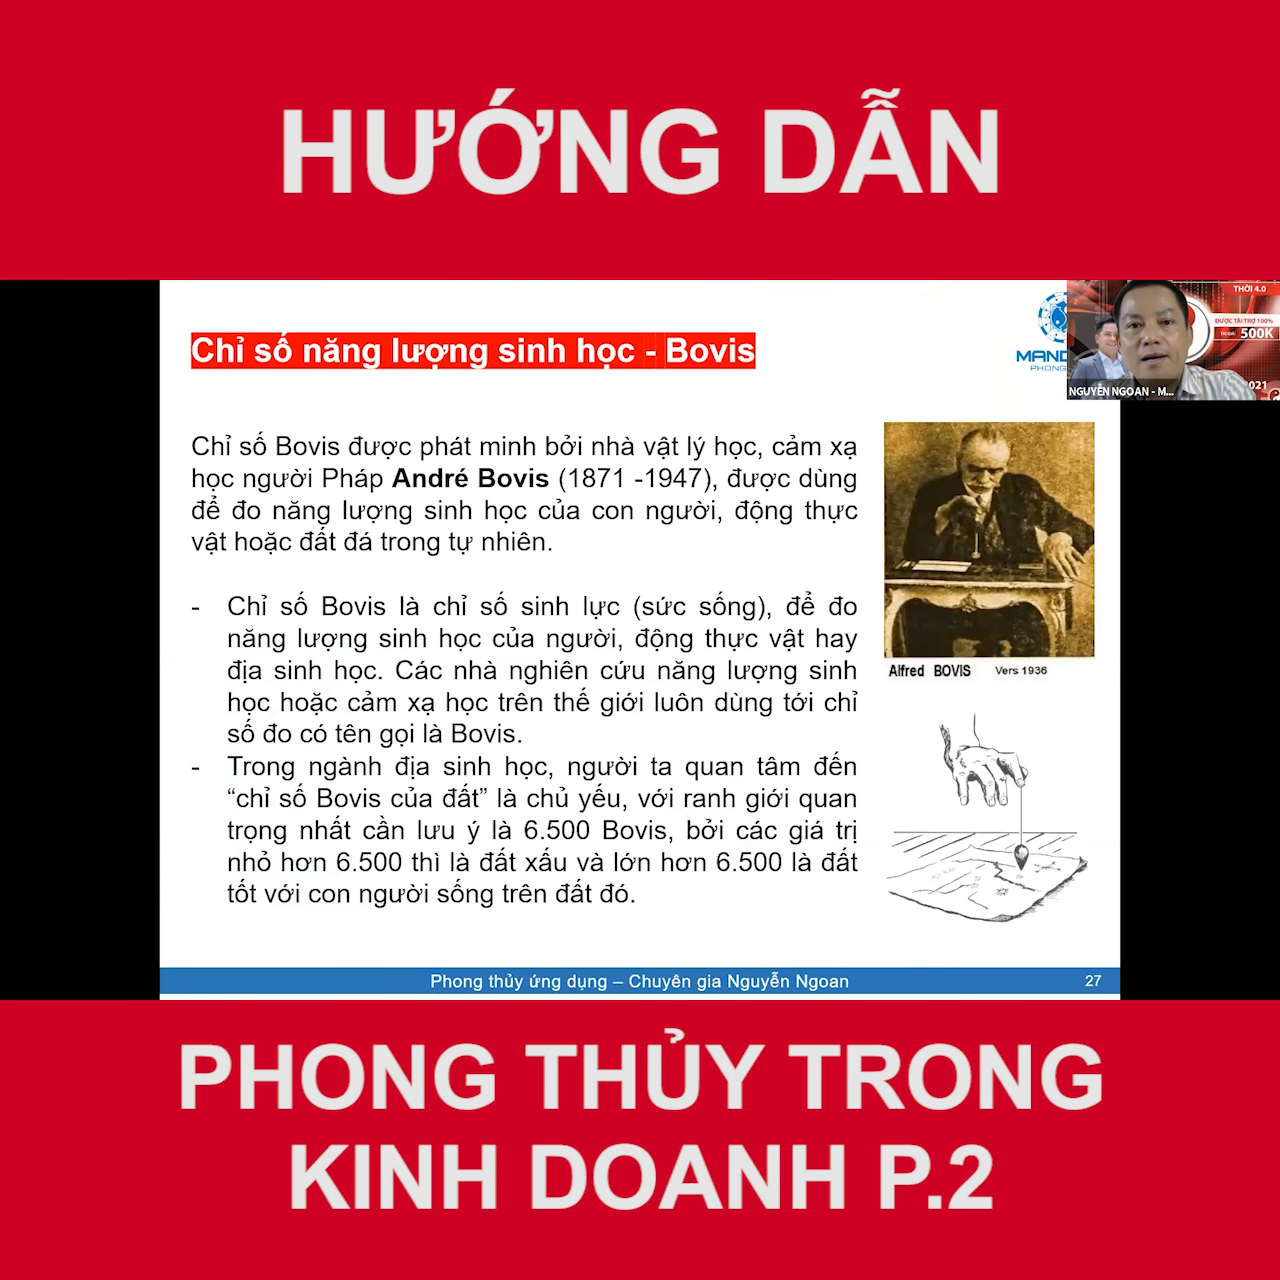 HƯỚNG DẪN
THỜI 4.0
ĐƯỢC TÀI TRỢ 100%
500K
2021
NGUYỄN NGOAN - M...
Chỉ số năng lượng sinh học - Bovis
Chỉ số Bovis được phát minh bởi nhà vật lý học, cảm xạ
học người Pháp André Bovis (1871 -1947), được dùng
để đo năng lượng sinh học của con người, động thực
vật hoặc đất đá trong tự nhiên.
- Chỉ số Bovis là chỉ số sinh lực (sức sống), để đo
năng lượng sinh học của người, động thực vật hay
địa sinh học. Các nhà nghiên cứu năng lượng sinh
học hoặc cảm xạ học trên thế giới luôn dùng tới chỉ
số đo có tên gọi là Bovis.
- Trong ngành địa sinh học, người ta quan tâm đến
“chỉ số Bovis của đất” là chủ yếu, với ranh giới quan
trọng nhất cần lưu ý là 6.500 Bovis, bởi các giá trị
nhỏ hơn 6.500 thì là đất xấu và lớn hơn 6.500 là đất
tốt với con người sống trên đất đó.
Alfred BOVIS Vers 1936
Phong thủy ứng dụng – Chuyên gia Nguyễn Ngoan
27
PHONG THỦY TRONG
KINH DOANH P.2